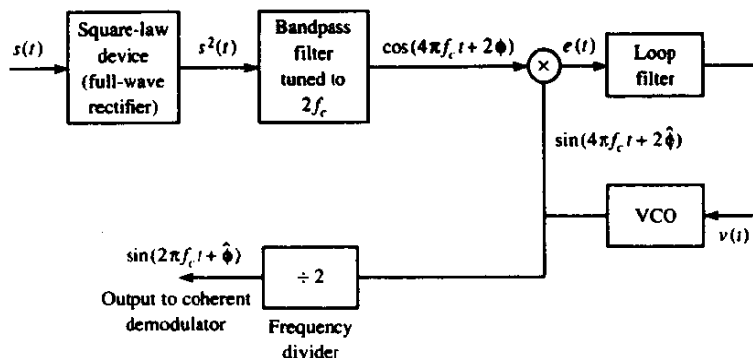 s(t)
Square-law
device
(full-wave
rectifier)
s²(t)
Bandpass
filter
tuned to
2f_c
cos(4πf_c t + 2ϕ)
×
e(t)
Loop
filter
sin(4πf_c t + 2ϕ̂)
VCO
v(t)
sin(2πf_c t + ϕ̂)
Output to coherent
demodulator
÷ 2
Frequency
divider